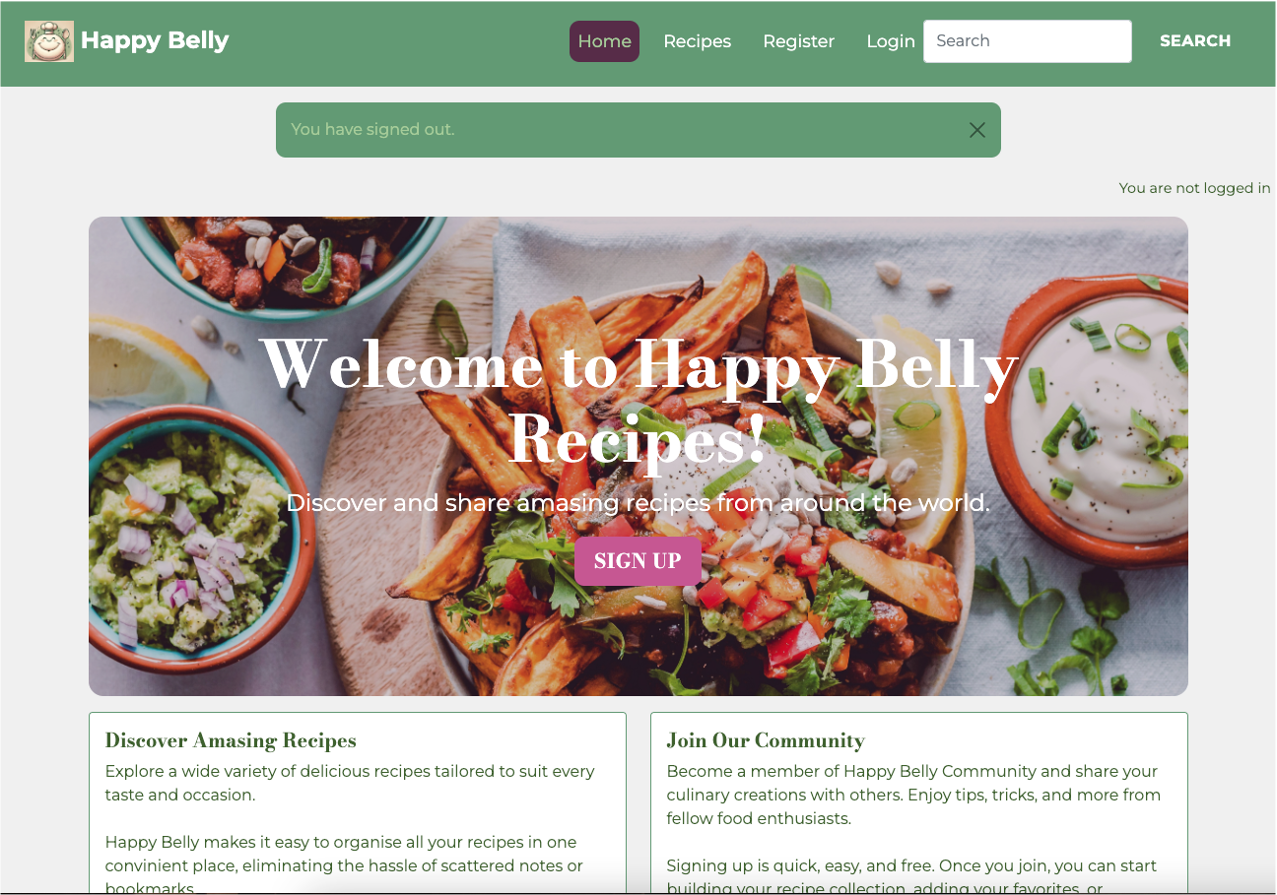 Happy Belly
Home Recipes Register Login Search SEARCH
You have signed out.
You are not logged in
Welcome to Happy Belly
Recipes!
Discover and share amasing recipes from around the world.
SIGN UP
Discover Amasing Recipes
Explore a wide variety of delicious recipes tailored to suit every
taste and occasion.
Happy Belly makes it easy to organise all your recipes in one
convinient place, eliminating the hassle of scattered notes or
bookmarks.
Join Our Community
Become a member of Happy Belly Community and share your
culinary creations with others. Enjoy tips, tricks, and more from
fellow food enthusiasts.
Signing up is quick, easy, and free. Once you join, you can start
building your recipe collection, adding your favorites, or